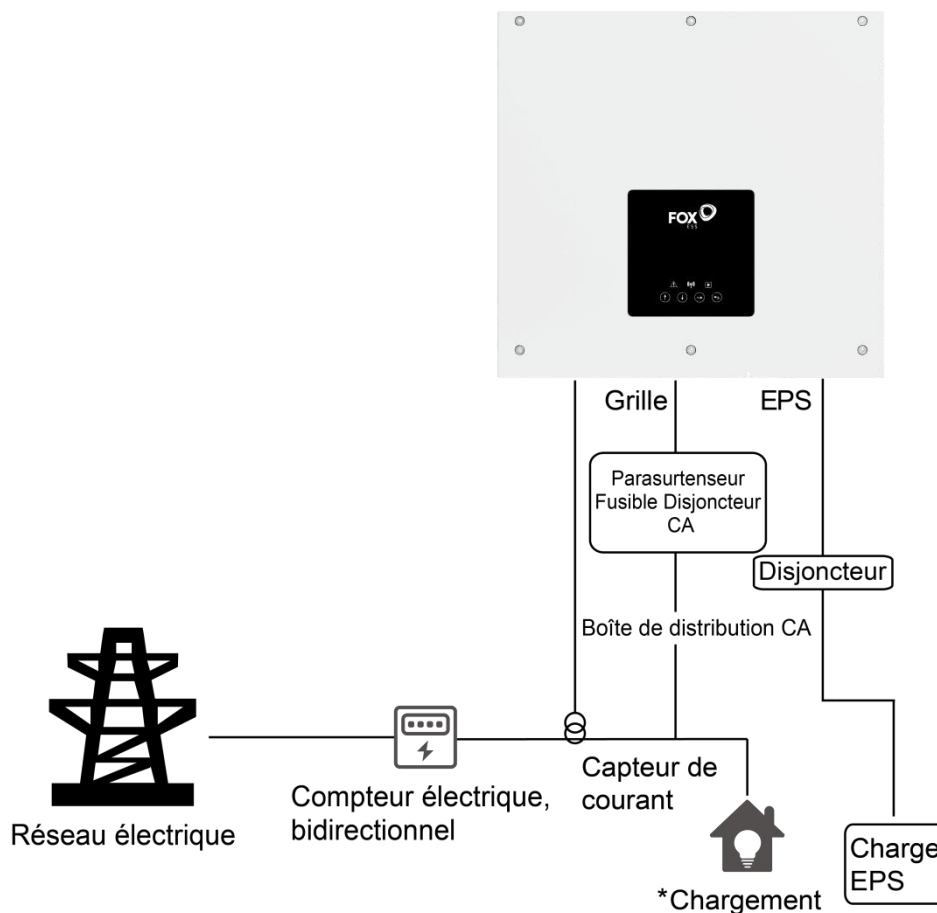 FOX
ESS
Grille
EPS
Parasurtenseur
Fusible Disjoncteur
CA
Disjoncteur
Boîte de distribution CA
Capteur de
courant
Compteur électrique,
bidirectionnel
Réseau électrique
*Chargement
Charge
EPS